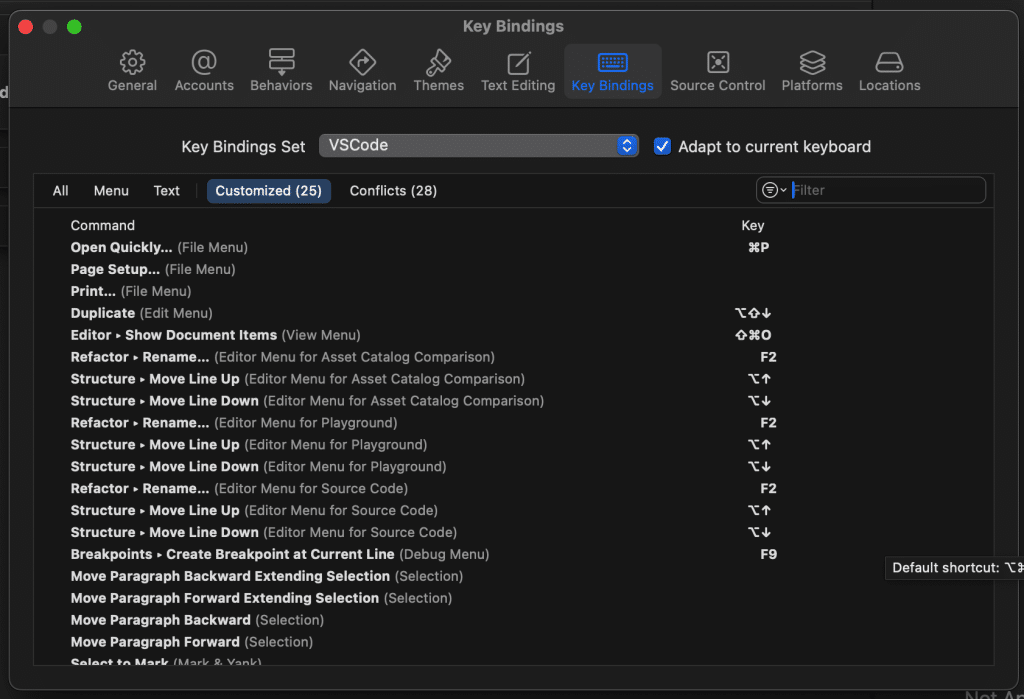 Key Bindings
General Accounts Behaviors Navigation Themes Text Editing Key Bindings Source Control Platforms Locations
Key Bindings Set VSCode Adapt to current keyboard
All Menu Text Customized (25) Conflicts (28) Filter
Command Key
Open Quickly... (File Menu) ⌘P
Page Setup... (File Menu)
Print... (File Menu)
Duplicate (Edit Menu) ⌥⇧↓
Editor ▸ Show Document Items (View Menu) ⇧⌘O
Refactor ▸ Rename... (Editor Menu for Asset Catalog Comparison) F2
Structure ▸ Move Line Up (Editor Menu for Asset Catalog Comparison) ⌥↑
Structure ▸ Move Line Down (Editor Menu for Asset Catalog Comparison) ⌥↓
Refactor ▸ Rename... (Editor Menu for Playground) F2
Structure ▸ Move Line Up (Editor Menu for Playground) ⌥↑
Structure ▸ Move Line Down (Editor Menu for Playground) ⌥↓
Refactor ▸ Rename... (Editor Menu for Source Code) F2
Structure ▸ Move Line Up (Editor Menu for Source Code) ⌥↑
Structure ▸ Move Line Down (Editor Menu for Source Code) ⌥↓
Breakpoints ▸ Create Breakpoint at Current Line (Debug Menu) F9
Default shortcut: ⌥⌘
Move Paragraph Backward Extending Selection (Selection)
Move Paragraph Forward Extending Selection (Selection)
Move Paragraph Backward (Selection)
Move Paragraph Forward (Selection)
Select to Mark (Mark & Yank)
Not